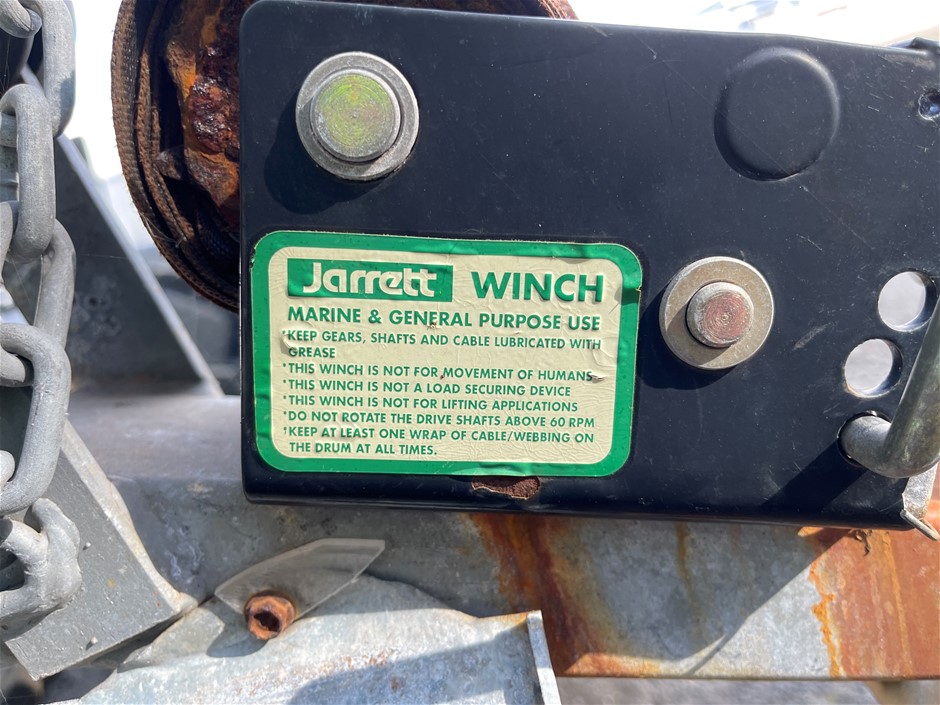 Jarrett WINCH
MARINE & GENERAL PURPOSE USE
*KEEP GEARS, SHAFTS AND CABLE LUBRICATED WITH
GREASE
*THIS WINCH IS NOT FOR MOVEMENT OF HUMANS
*THIS WINCH IS NOT A LOAD SECURING DEVICE
*THIS WINCH IS NOT FOR LIFTING APPLICATIONS
*DO NOT ROTATE THE DRIVE SHAFTS ABOVE 60 RPM
*KEEP AT LEAST ONE WRAP OF CABLE/WEBBING ON
THE DRUM AT ALL TIMES.